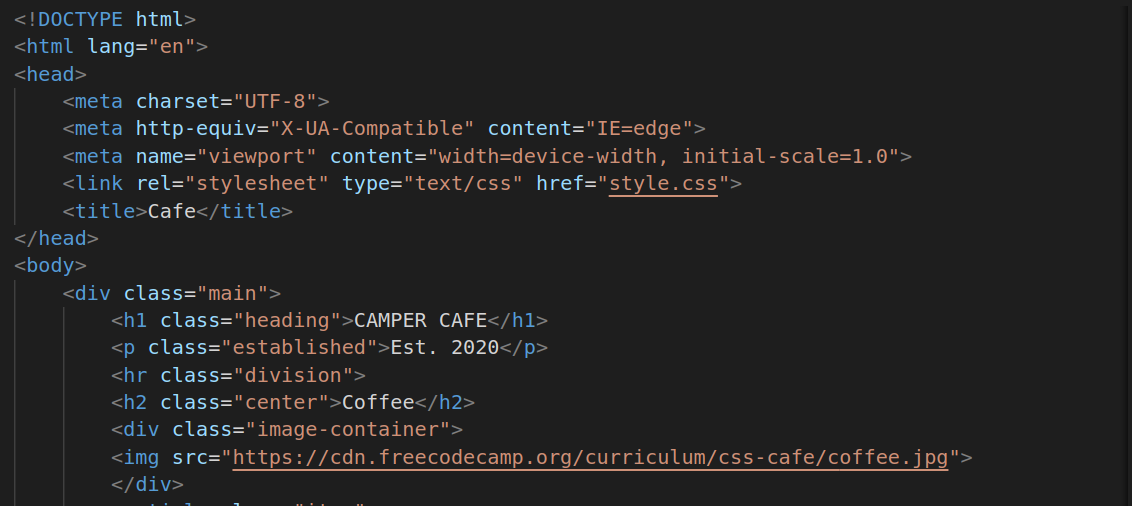 <!DOCTYPE html>
<html lang="en">
<head>
    <meta charset="UTF-8">
    <meta http-equiv="X-UA-Compatible" content="IE=edge">
    <meta name="viewport" content="width=device-width, initial-scale=1.0">
    <link rel="stylesheet" type="text/css" href="style.css">
    <title>Cafe</title>
</head>
<body>
    <div class="main">
        <h1 class="heading">CAMPER CAFE</h1>
        <p class="established">Est. 2020</p>
        <hr class="division">
        <h2 class="center">Coffee</h2>
        <div class="image-container">
        <img src="https://cdn.freecodecamp.org/curriculum/css-cafe/coffee.jpg">
        </div>